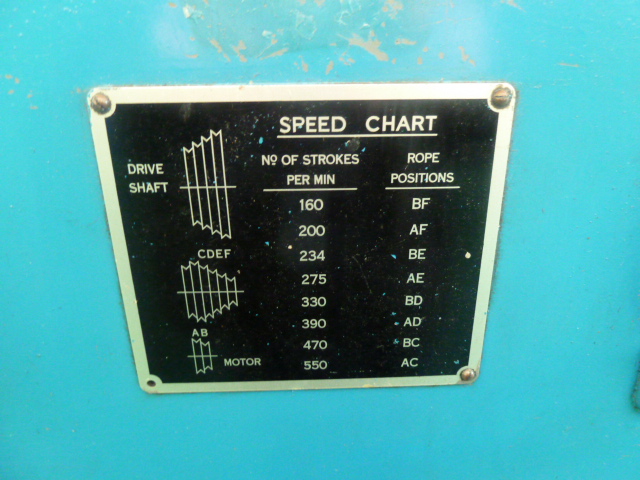 SPEED CHART
DRIVE
SHAFT
Nº OF STROKES
PER MIN
ROPE
POSITIONS
160 BF
200 AF
CDEF
234 BE
275 AE
330 BD
390 AD
AB
470 BC
MOTOR
550 AC